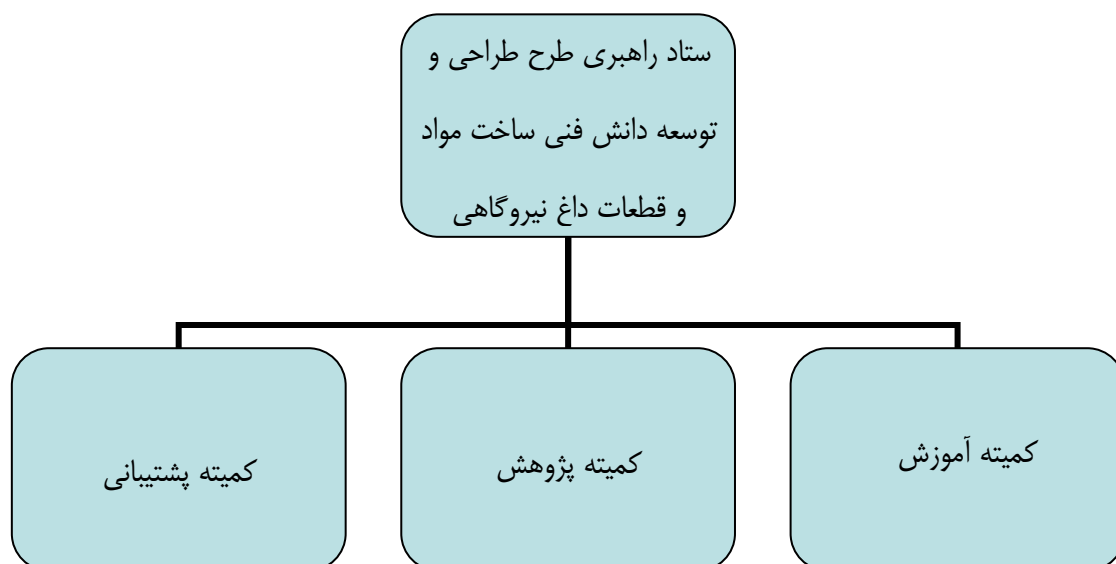 ستاد راهبری طرح طراحی و
توسعه دانش فنی ساخت مواد
و قطعات داغ نیروگاهی
کمیته آموزش
کمیته پژوهش
کمیته پشتیبانی